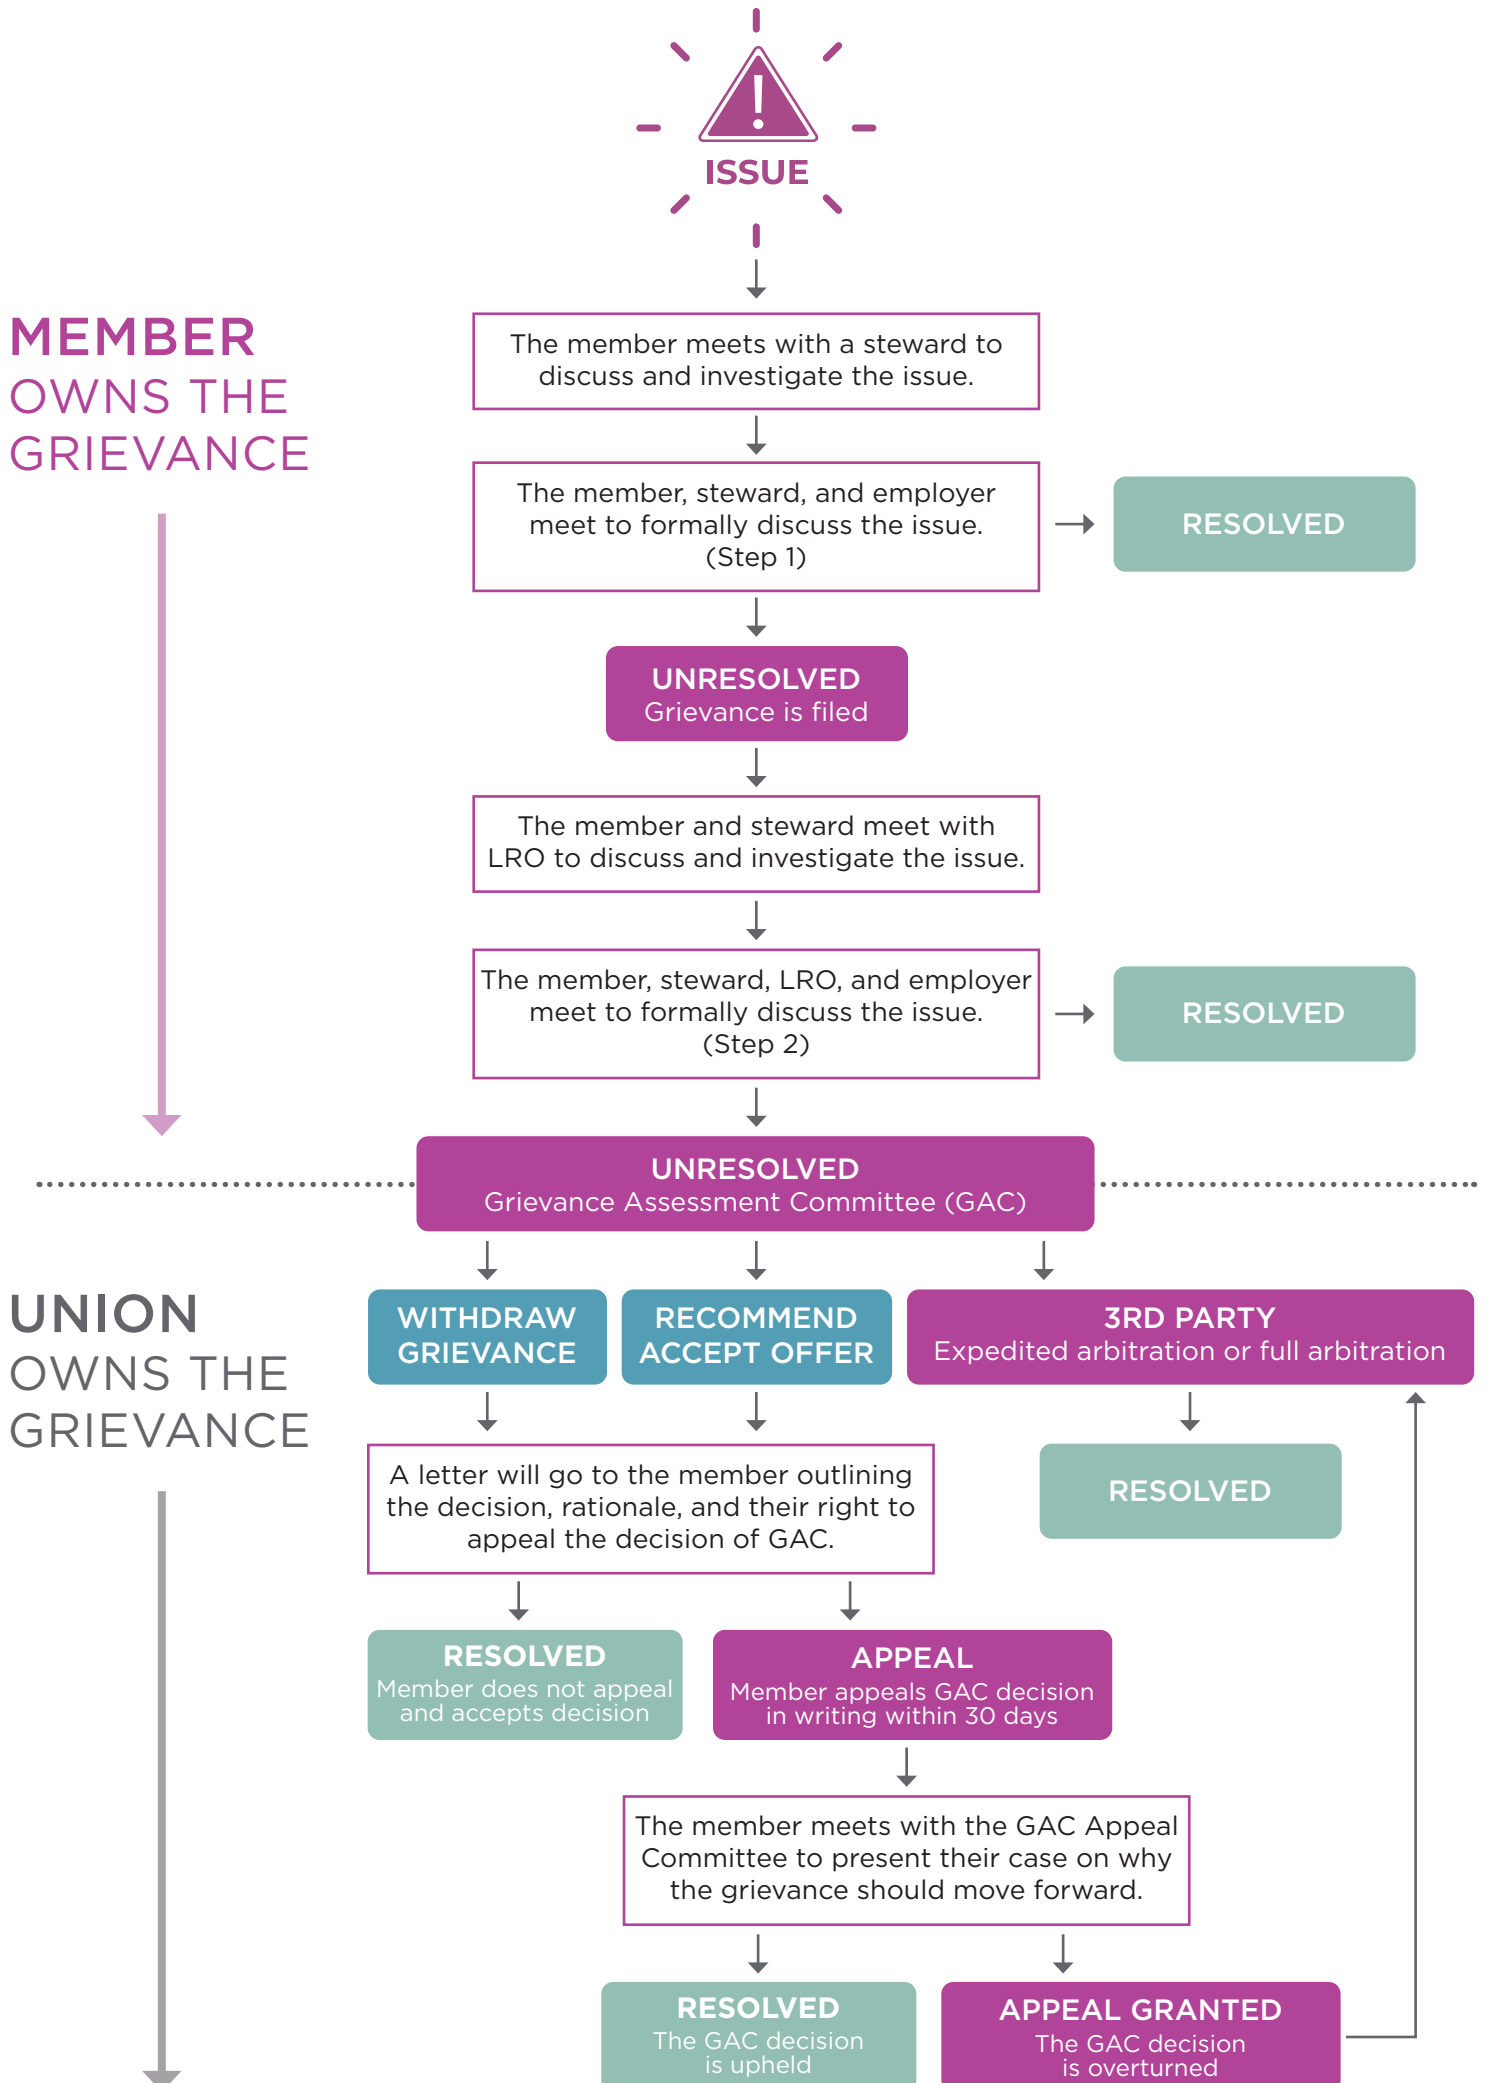 !
ISSUE
MEMBER
OWNS THE
GRIEVANCE
The member meets with a steward to
discuss and investigate the issue.
The member, steward, and employer
meet to formally discuss the issue.
(Step 1)
RESOLVED
UNRESOLVED
Grievance is filed
The member and steward meet with
LRO to discuss and investigate the issue.
The member, steward, LRO, and employer
meet to formally discuss the issue.
(Step 2)
RESOLVED
UNRESOLVED
Grievance Assessment Committee (GAC)
UNION
OWNS THE
GRIEVANCE
WITHDRAW
GRIEVANCE
RECOMMEND
ACCEPT OFFER
3RD PARTY
Expedited arbitration or full arbitration
A letter will go to the member outlining
the decision, rationale, and their right to
appeal the decision of GAC.
RESOLVED
RESOLVED
Member does not appeal
and accepts decision
APPEAL
Member appeals GAC decision
in writing within 30 days
The member meets with the GAC Appeal
Committee to present their case on why
the grievance should move forward.
RESOLVED
The GAC decision
is upheld
APPEAL GRANTED
The GAC decision
is overturned